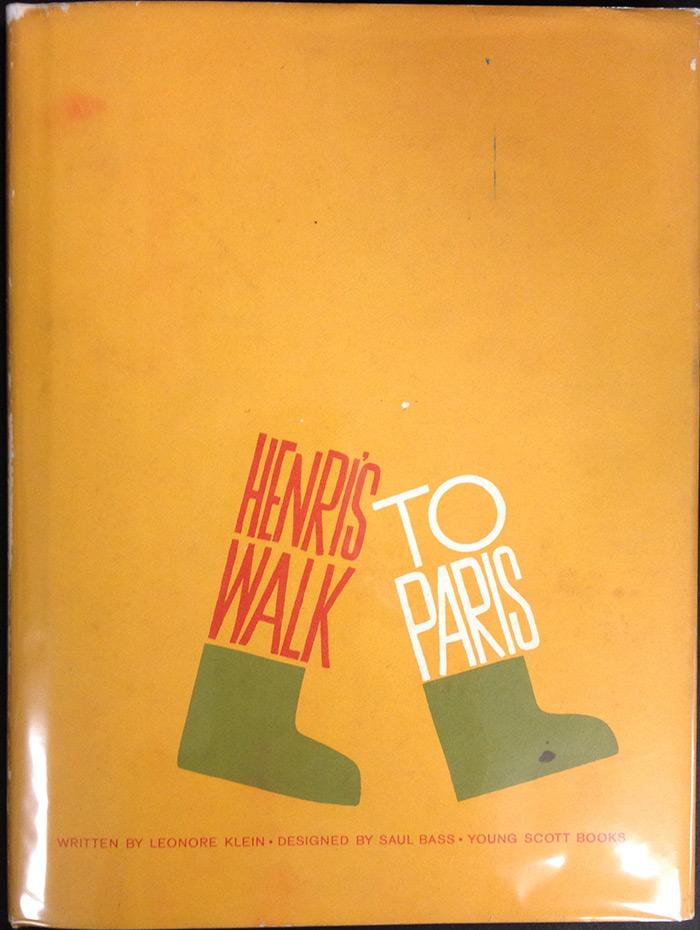 HENRI'S
WALK
TO
PARIS
WRITTEN BY LEONORE KLEIN • DESIGNED BY SAUL BASS • YOUNG SCOTT BOOKS